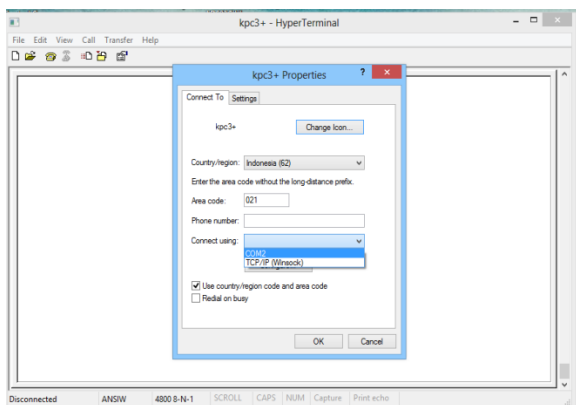 kpc3+ - HyperTerminal
File Edit View Call Transfer Help
kpc3+ Properties
Connect To Settings
kpc3+ Change Icon...
Country/region: Indonesia (62)
Enter the area code without the long-distance prefix.
Area code: 021
Phone number:
Connect using:
COM2
TCP/IP (Winsock)
Use country/region code and area code
Redial on busy
OK Cancel
Disconnected ANSIW 4800 8-N-1 SCROLL CAPS NUM Capture Print echo